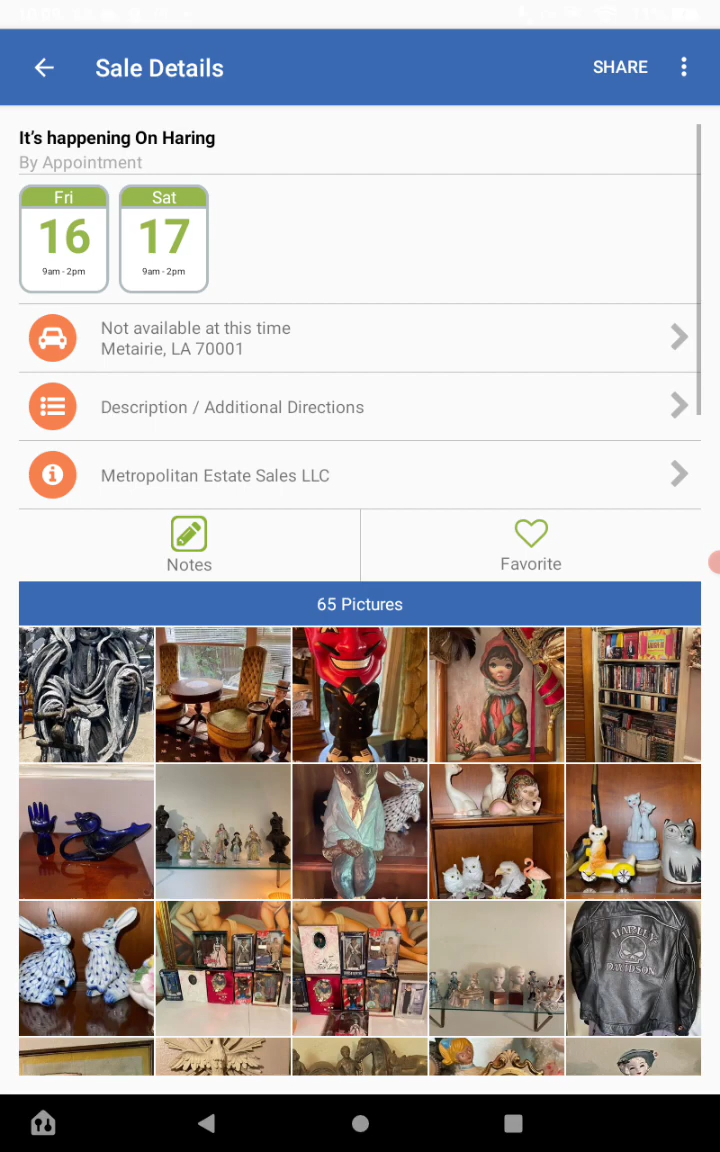 Sale Details
SHARE
It's happening On Haring
By Appointment
Fri
16
9am - 2pm
Sat
17
9am - 2pm
Not available at this time
Metairie, LA 70001
Description / Additional Directions
Metropolitan Estate Sales LLC
Notes
Favorite
65 Pictures
HARLEY
DAVIDSON